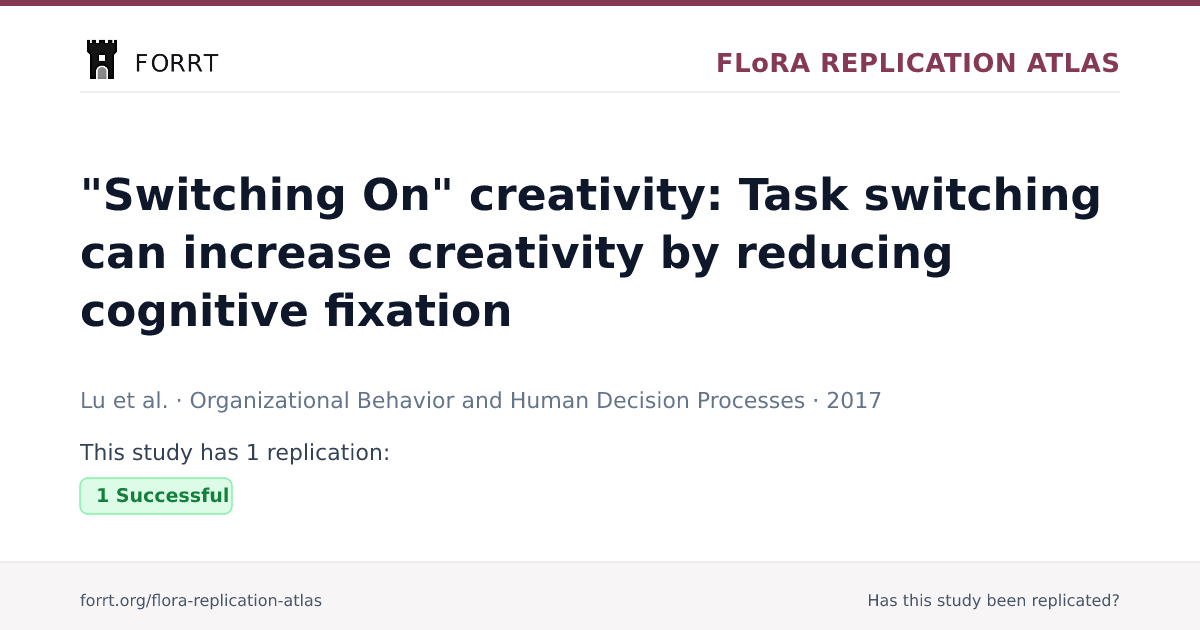 FORRT
FLoRA REPLICATION ATLAS
"Switching On" creativity: Task switching
can increase creativity by reducing
cognitive fixation
Lu et al. · Organizational Behavior and Human Decision Processes · 2017
This study has 1 replication:
1 Successful
forrt.org/flora-replication-atlas
Has this study been replicated?